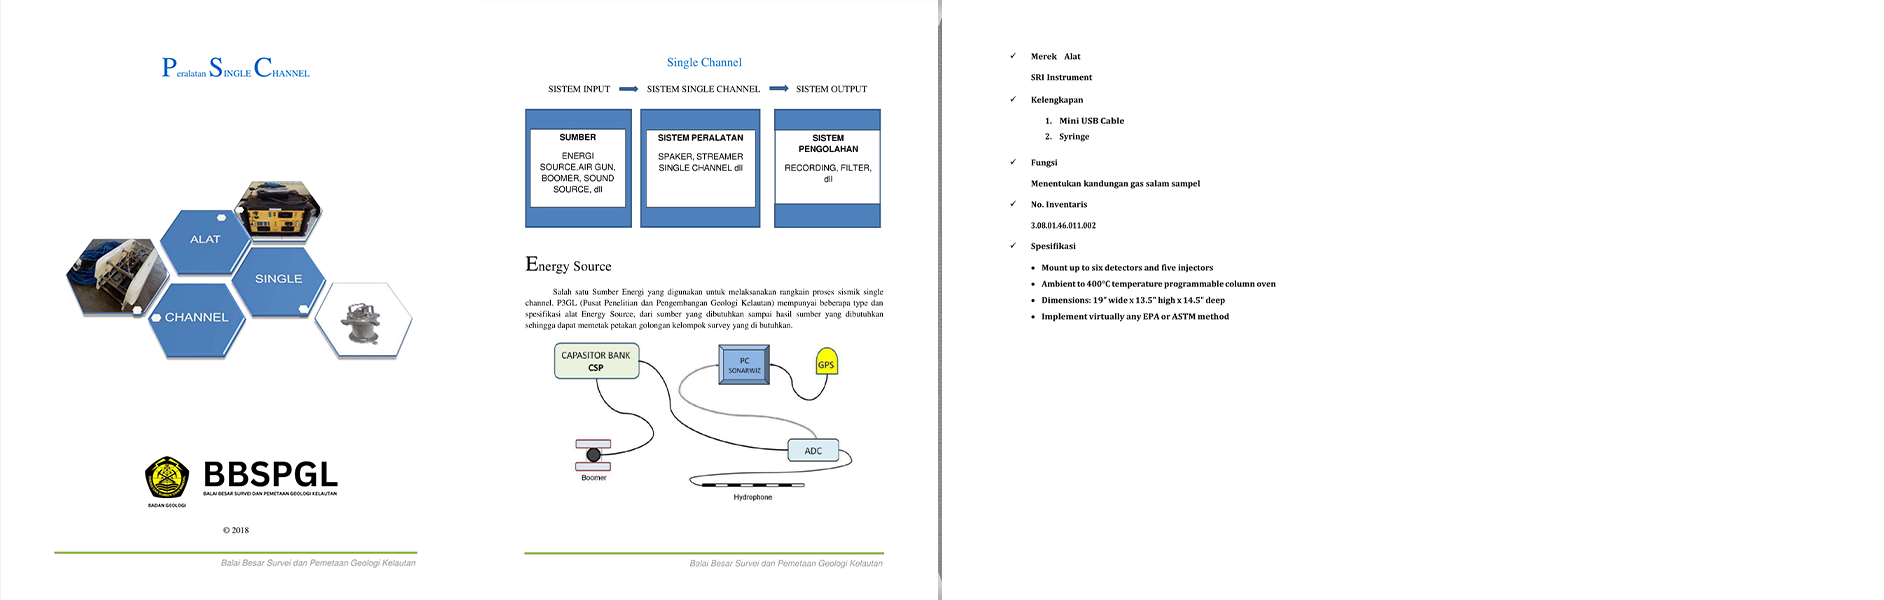 Peralatan SINGLE CHANNEL
ALAT
SINGLE
CHANNEL
BADAN GEOLOGI
BBSPGL
BALAI BESAR SURVEI DAN PEMETAAN GEOLOGI KELAUTAN
© 2018
Balai Besar Survei dan Pemetaan Geologi Kelautan
Single Channel
SISTEM INPUT SISTEM SINGLE CHANNEL SISTEM OUTPUT
SUMBER
ENERGI
SOURCE,AIR GUN,
BOOMER, SOUND
SOURCE, dll
SISTEM PERALATAN
SPAKER, STREAMER
SINGLE CHANNEL dll
SISTEM
PENGOLAHAN
RECORDING, FILTER,
dll
Energy Source
Salah satu Sumber Energi yang digunakan untuk melaksanakan rangkain proses sismik single
channel. P3GL (Pusat Penelitian dan Pengembangan Geologi Kelautan) mempunyai beberapa type dan
spesifikasi alat Energy Source, dari sumber yang dibutuhkan sampai hasil sumber yang dibutuhkan
sehingga dapat memetak petakan golongan kelompok survey yang di butuhkan.
CAPASITOR BANK
CSP
PC
SONARWIZ
GPS
ADC
Boomer
Hydrophone
Balai Besar Survei dan Pemetaan Geologi Kelautan
✓ Merek Alat
SRI Instrument
✓ Kelengkapan
1. Mini USB Cable
2. Syringe
✓ Fungsi
Menentukan kandungan gas salam sampel
✓ No. Inventaris
3.08.01.46.011.002
✓ Spesifikasi
• Mount up to six detectors and five injectors
• Ambient to 400°C temperature programmable column oven
• Dimensions: 19" wide x 13.5" high x 14.5" deep
• Implement virtually any EPA or ASTM method